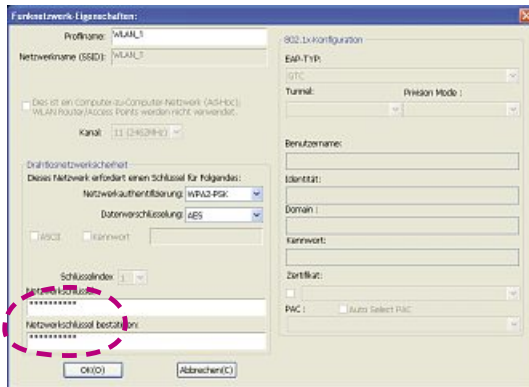 Funknetzwerk-Eigenschaften:
Profilname: WLAN_1
Netzwerkname (SSID): WLAN_1
Dies ist ein Computer-zu-Computer-Netzwerk (Ad-Hoc);
WLAN Router/Access Points werden nicht verwendet.
Kanal: 11 (2462MHz)
Drahtlosnetzwerksicherheit
Dieses Netzwerk erfordert einen Schlüssel für Folgendes:
Netzwerkauthentifizierung: WPA2-PSK
Datenverschlüsselung: AES
ASCII Kennwort
Schlüsselindex 1
Netzwerkschlüssel
**********
Netzwerkschlüssel bestätigen:
**********
OK(O) Abbrechen(C)
802.1x-Konfiguration
EAP-TYP:
GTC
Tunnel: Provision Mode :
Benutzername:
Identität:
Domain :
Kennwort:
Zertifikat:
PAC : Auto Select PAC